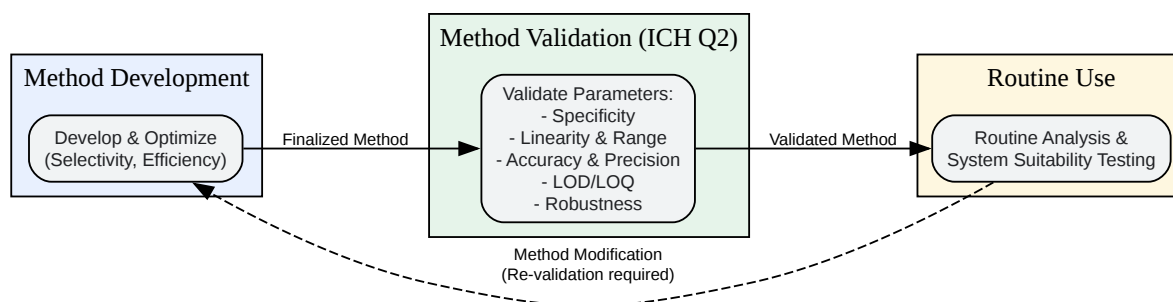 Method Development
Develop & Optimize
(Selectivity, Efficiency)
Finalized Method
Method Validation (ICH Q2)
Validate Parameters:
- Specificity
- Linearity & Range
- Accuracy & Precision
- LOD/LOQ
- Robustness
Validated Method
Routine Use
Routine Analysis &
System Suitability Testing
Method Modification
(Re-validation required)